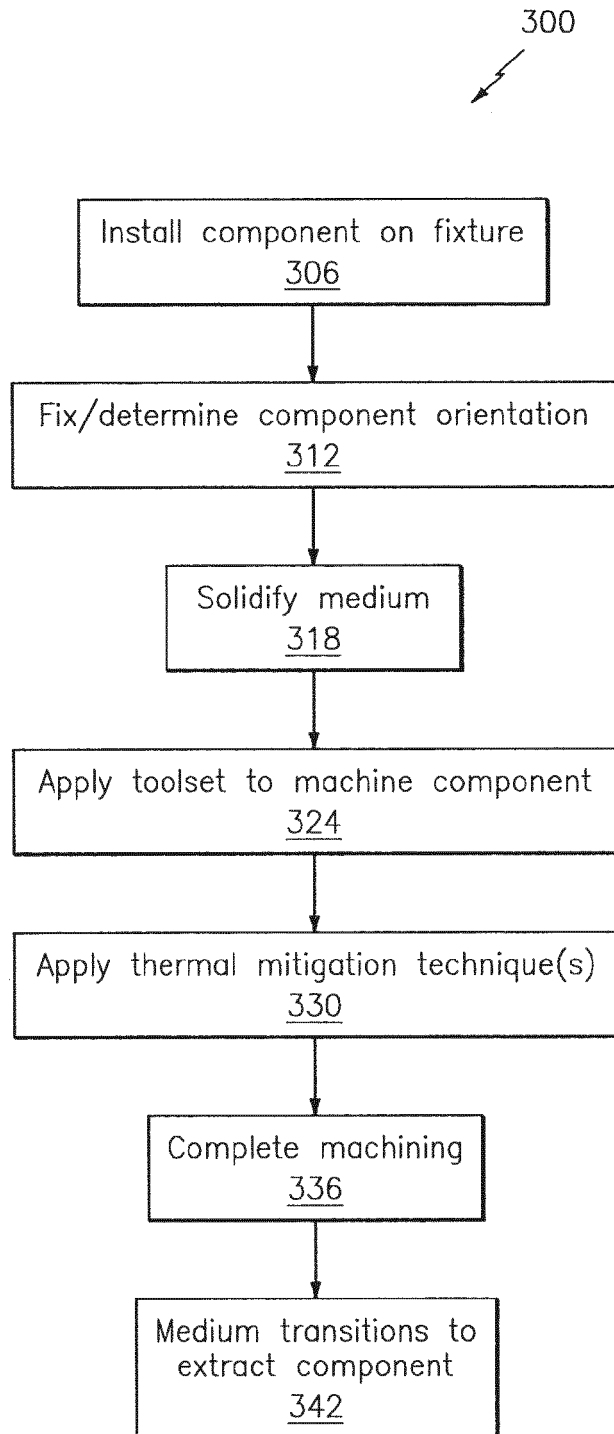 300
Install component on fixture
306
Fix/determine component orientation
312
Solidify medium
318
Apply toolset to machine component
324
Apply thermal mitigation technique(s)
330
Complete machining
336
Medium transitions to
extract component
342